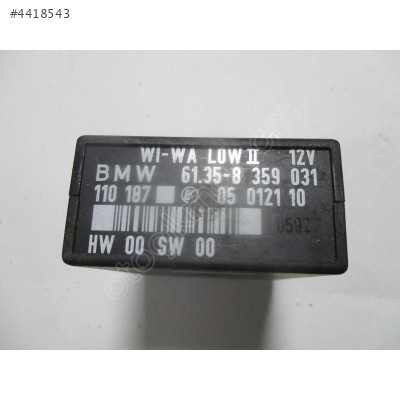 #4418543
WI-WA LOW II 12V
BMW 61.35-8 359 031
110 187 05 0121 10
0592
HW 00 SW 00